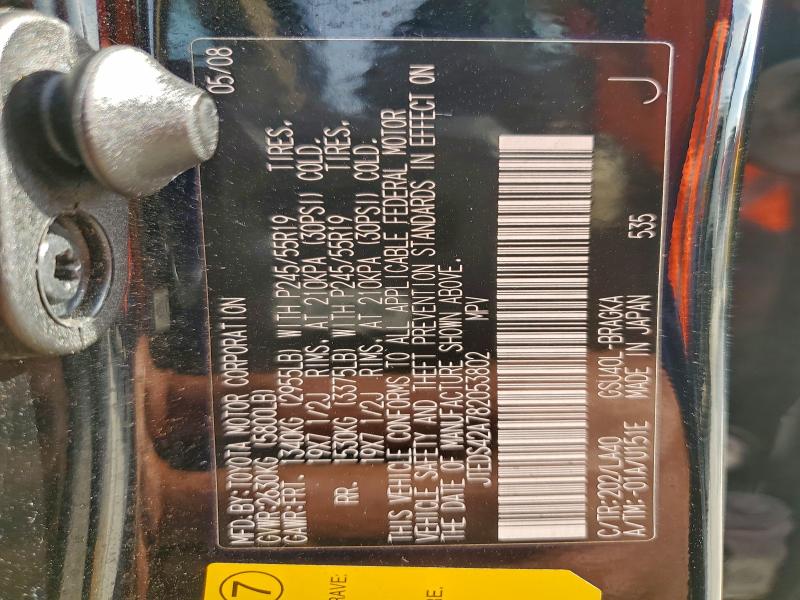 MFD.BY:TOYOTA MOTOR CORPORATION 05/08
GVWR:2630KG (5800LB)
GAWR:FRT. 1340KG (2955LB) WITH P245/55R19 TIRES.
19X7 1/2J RIMS. AT 210KPA (30PSI) COLD.
RR. 1530KG (3375LB) WITH P245/55R19 TIRES.
19X7 1/2J RIMS. AT 210KPA (30PSI) COLD.
THIS VEHICLE CONFORMS TO ALL APPLICABLE FEDERAL MOTOR
VEHICLE SAFETY AND THEFT PREVENTION STANDARDS IN EFFECT ON
THE DATE OF MANUFACTURE SHOWN ABOVE.
JTEDS42A782053802 MPV
C/TR:202/LA40 GSU40L-BRAGKA
A/TM:-01A/U151E MADE IN JAPAN 535
J
7
RAVE:
GE.